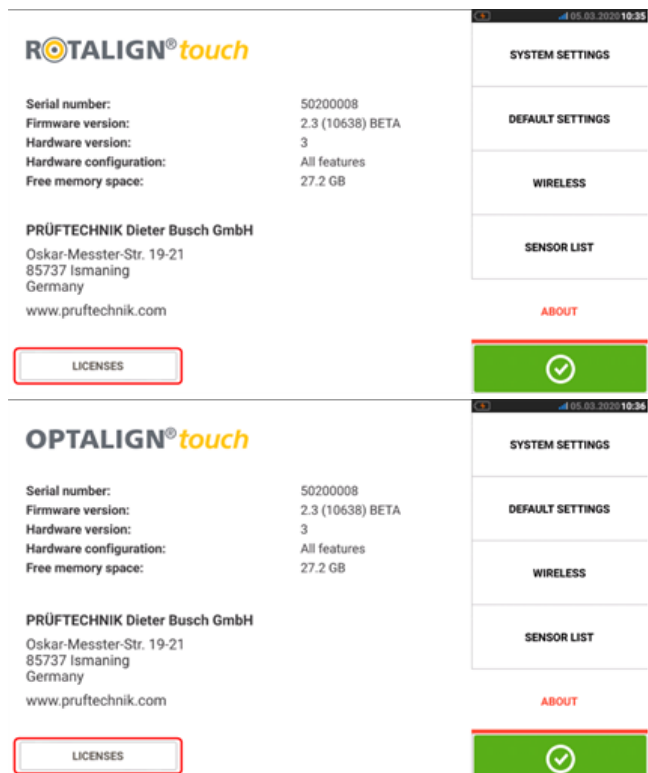 05.03.2020 10:35
ROTALIGN® touch
SYSTEM SETTINGS
Serial number: 50200008
Firmware version: 2.3 (10638) BETA
DEFAULT SETTINGS
Hardware version: 3
Hardware configuration: All features
Free memory space: 27.2 GB
WIRELESS
PRÜFTECHNIK Dieter Busch GmbH
Oskar-Messter-Str. 19-21
SENSOR LIST
85737 Ismaning
Germany
www.pruftechnik.com
ABOUT
LICENSES
05.03.2020 10:36
OPTALIGN® touch
SYSTEM SETTINGS
Serial number: 50200008
Firmware version: 2.3 (10638) BETA
DEFAULT SETTINGS
Hardware version: 3
Hardware configuration: All features
Free memory space: 27.2 GB
WIRELESS
PRÜFTECHNIK Dieter Busch GmbH
Oskar-Messter-Str. 19-21
SENSOR LIST
85737 Ismaning
Germany
www.pruftechnik.com
ABOUT
LICENSES